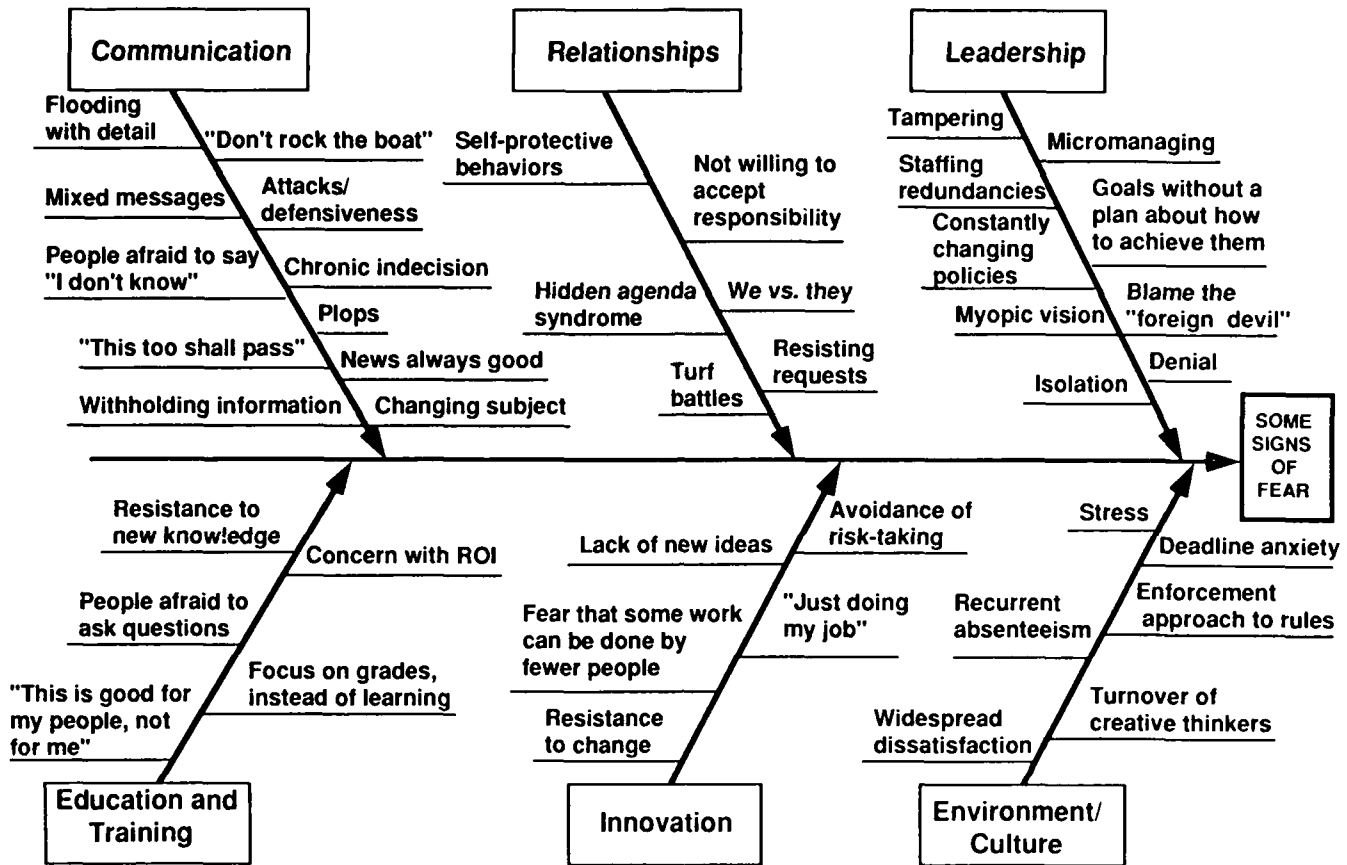 Communication
Relationships
Leadership
Flooding
with detail
"Don't rock the boat"
Mixed messages
Attacks/
defensiveness
People afraid to say
"I don't know"
Chronic indecision
Plops
"This too shall pass"
News always good
Withholding information
Changing subject
Self-protective
behaviors
Not willing to
accept
responsibility
Hidden agenda
syndrome
We vs. they
Turf
battles
Resisting
requests
Tampering
Micromanaging
Staffing
redundancies
Goals without a
plan about how
to achieve them
Constantly
changing
policies
Myopic vision
Blame the
"foreign devil"
Isolation
Denial
SOME
SIGNS
OF
FEAR
Resistance to
new knowledge
Concern with ROI
People afraid to
ask questions
Focus on grades,
instead of learning
"This is good for
my people, not
for me"
Education and
Training
Lack of new ideas
Avoidance of
risk-taking
Fear that some work
can be done by
fewer people
"Just doing
my job"
Resistance
to change
Innovation
Stress
Deadline anxiety
Recurrent
absenteeism
Enforcement
approach to rules
Widespread
dissatisfaction
Turnover of
creative thinkers
Environment/
Culture